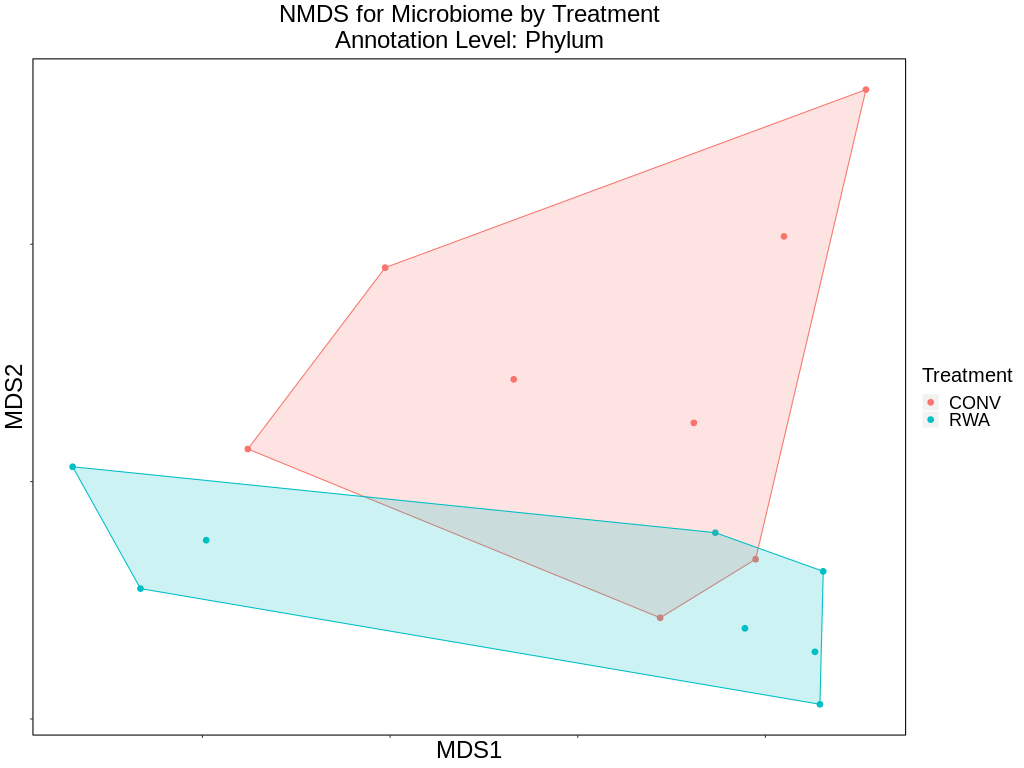 NMDS for Microbiome by Treatment
Annotation Level: Phylum
MDS2
MDS1
Treatment
CONV
RWA